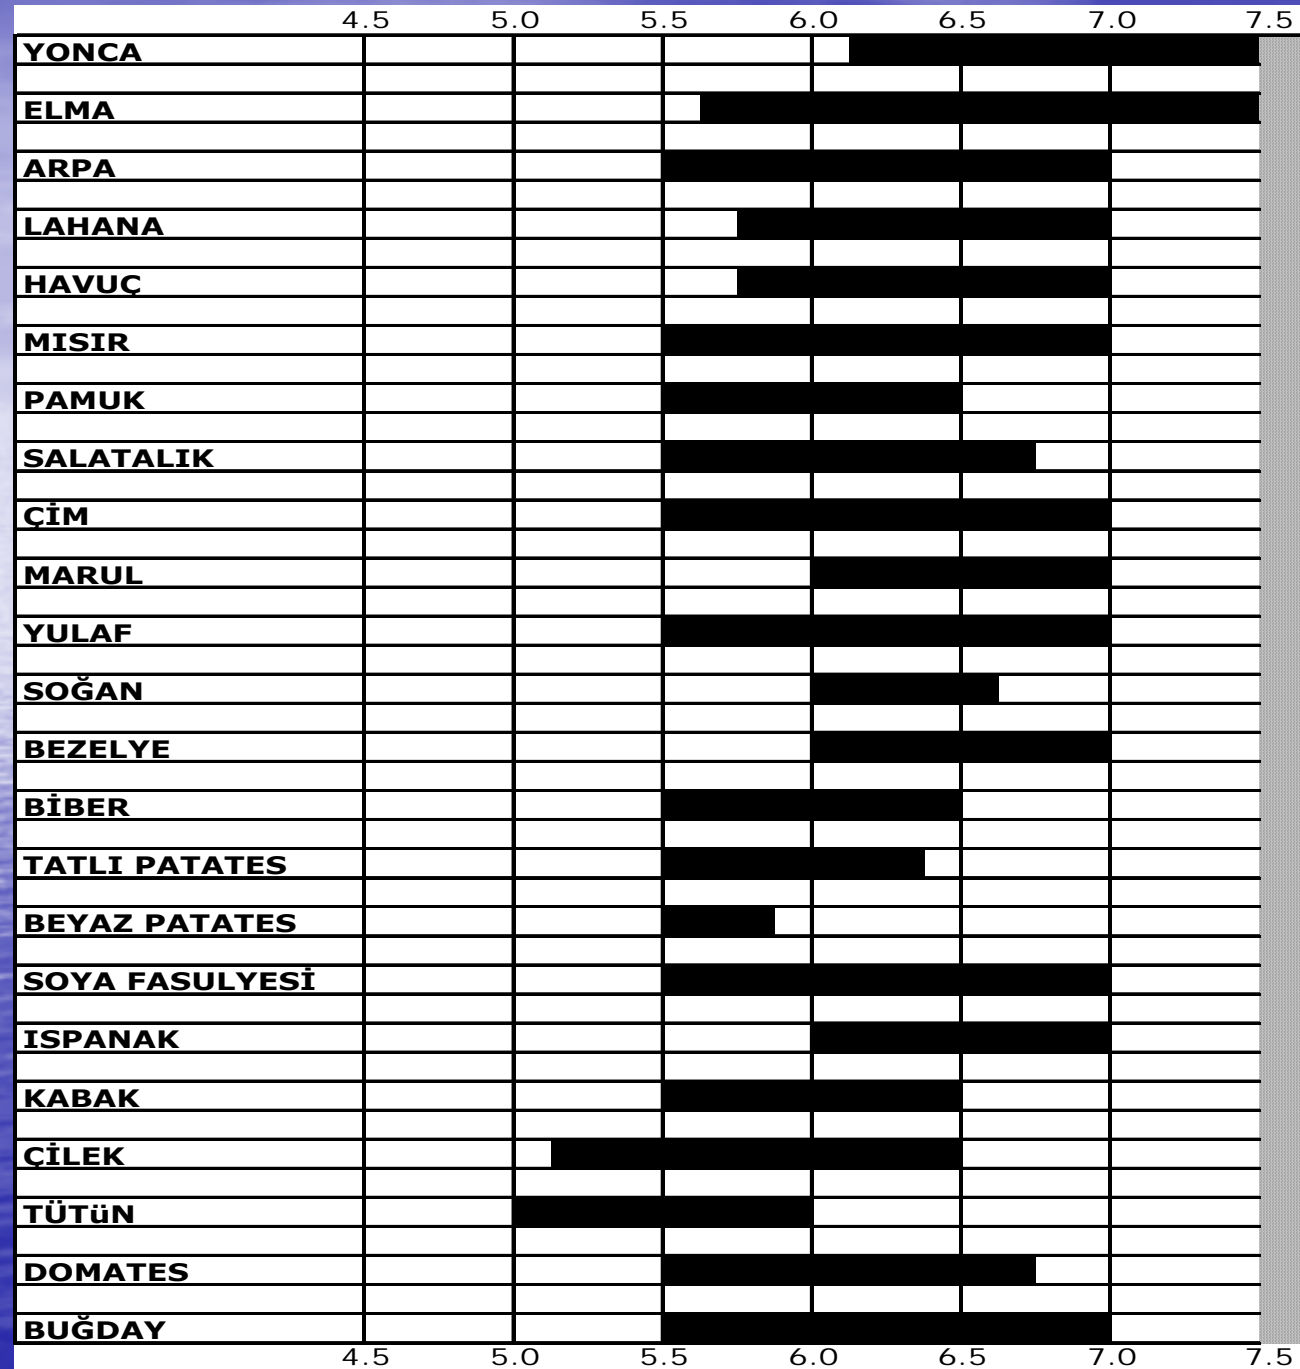 4.5 5.0 5.5 6.0 6.5 7.0 7.5
YONCA
ELMA
ARPA
LAHANA
HAVUÇ
MISIR
PAMUK
SALATALIK
ÇİM
MARUL
YULAF
SOĞAN
BEZELYE
BİBER
TATLI PATATES
BEYAZ PATATES
SOYA FASULYESİ
ISPANAK
KABAK
ÇİLEK
TÜTüN
DOMATES
BUĞDAY
4.5 5.0 5.5 6.0 6.5 7.0 7.5